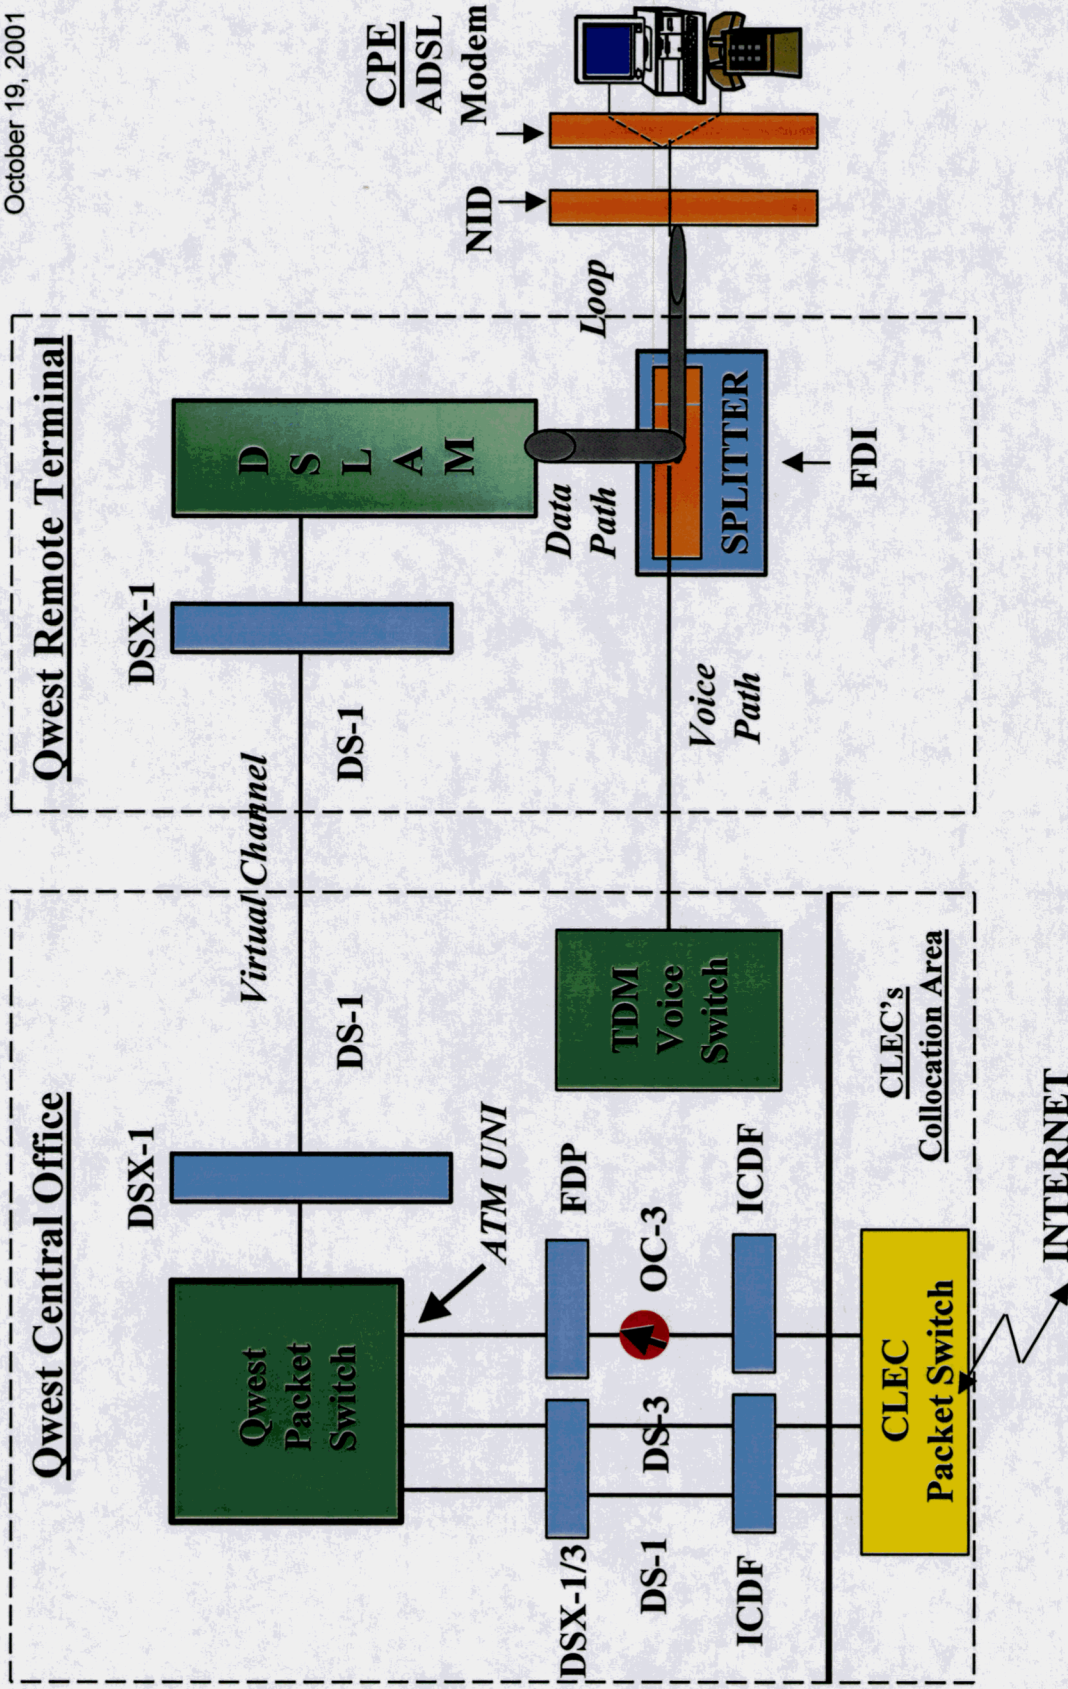 October 19, 2001
Qwest Central Office
Qwest Remote Terminal
CPE
ADSL
Modem
NID
DSX-1
DSX-1
Virtual Channel
DS-1
DS-1
Qwest
Packet
Switch
D
S
L
A
M
ATM UNI
Data
Path
Loop
DSX-1/3
FDP
TDM
Voice
Switch
Voice
Path
SPLITTER
FDI
DS-1
DS-3
OC-3
ICDF
ICDF
CLEC's
Collocation Area
CLEC
Packet Switch
INTERNET